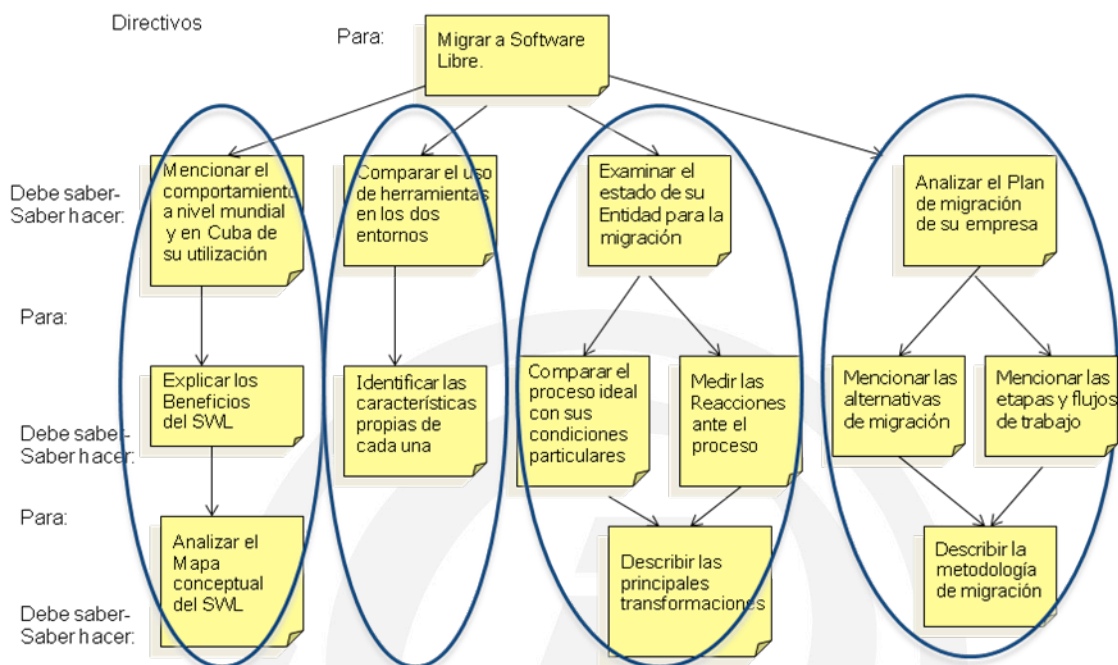 Directivos
Para:
Migrar a Software
Libre.
Debe saber-
Saber hacer:
Mencionar el
comportamiento
a nivel mundial
y en Cuba de
su utilización
Comparar el uso
de herramientas
en los dos
entornos
Examinar el
estado de su
Entidad para la
migración
Analizar el Plan
de migración
de su empresa
Para:
Debe saber-
Saber hacer:
Explicar los
Beneficios
del SWL
Identificar las
características
propias de
cada una
Comparar el
proceso ideal
con sus
condiciones
particulares
Medir las
Reacciones
ante el
proceso
Mencionar las
alternativas
de migración
Mencionar las
etapas y flujos
de trabajo
Para:
Debe saber-
Saber hacer:
Analizar el
Mapa
conceptual
del SWL
Describir las
principales
transformaciones
Describir la
metodología
de migración